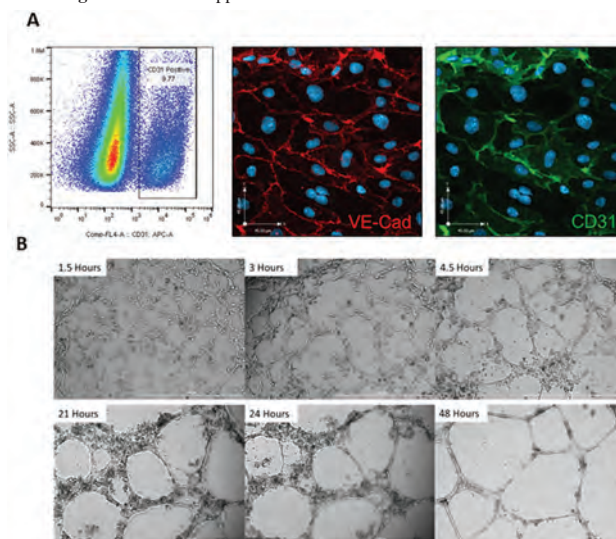 A
1.0M
800K
600K
400K
200K
0
SSC-A :: SSC-A
CD31 Positive
9.77
Comp-FL4-A :: CD31: APC-A
VE-Cad
CD31
B
1.5 Hours
3 Hours
4.5 Hours
21 Hours
24 Hours
48 Hours